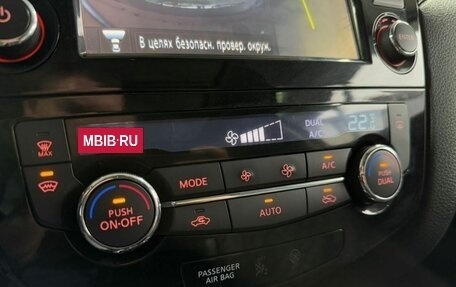 В целях безопасн. провер. окруж.
MBIB·RU
DUAL
A/C
22.5
MAX
MODE
A/C
PUSH
ON·OFF
AUTO
PUSH
DUAL
PASSENGER
AIR BAG